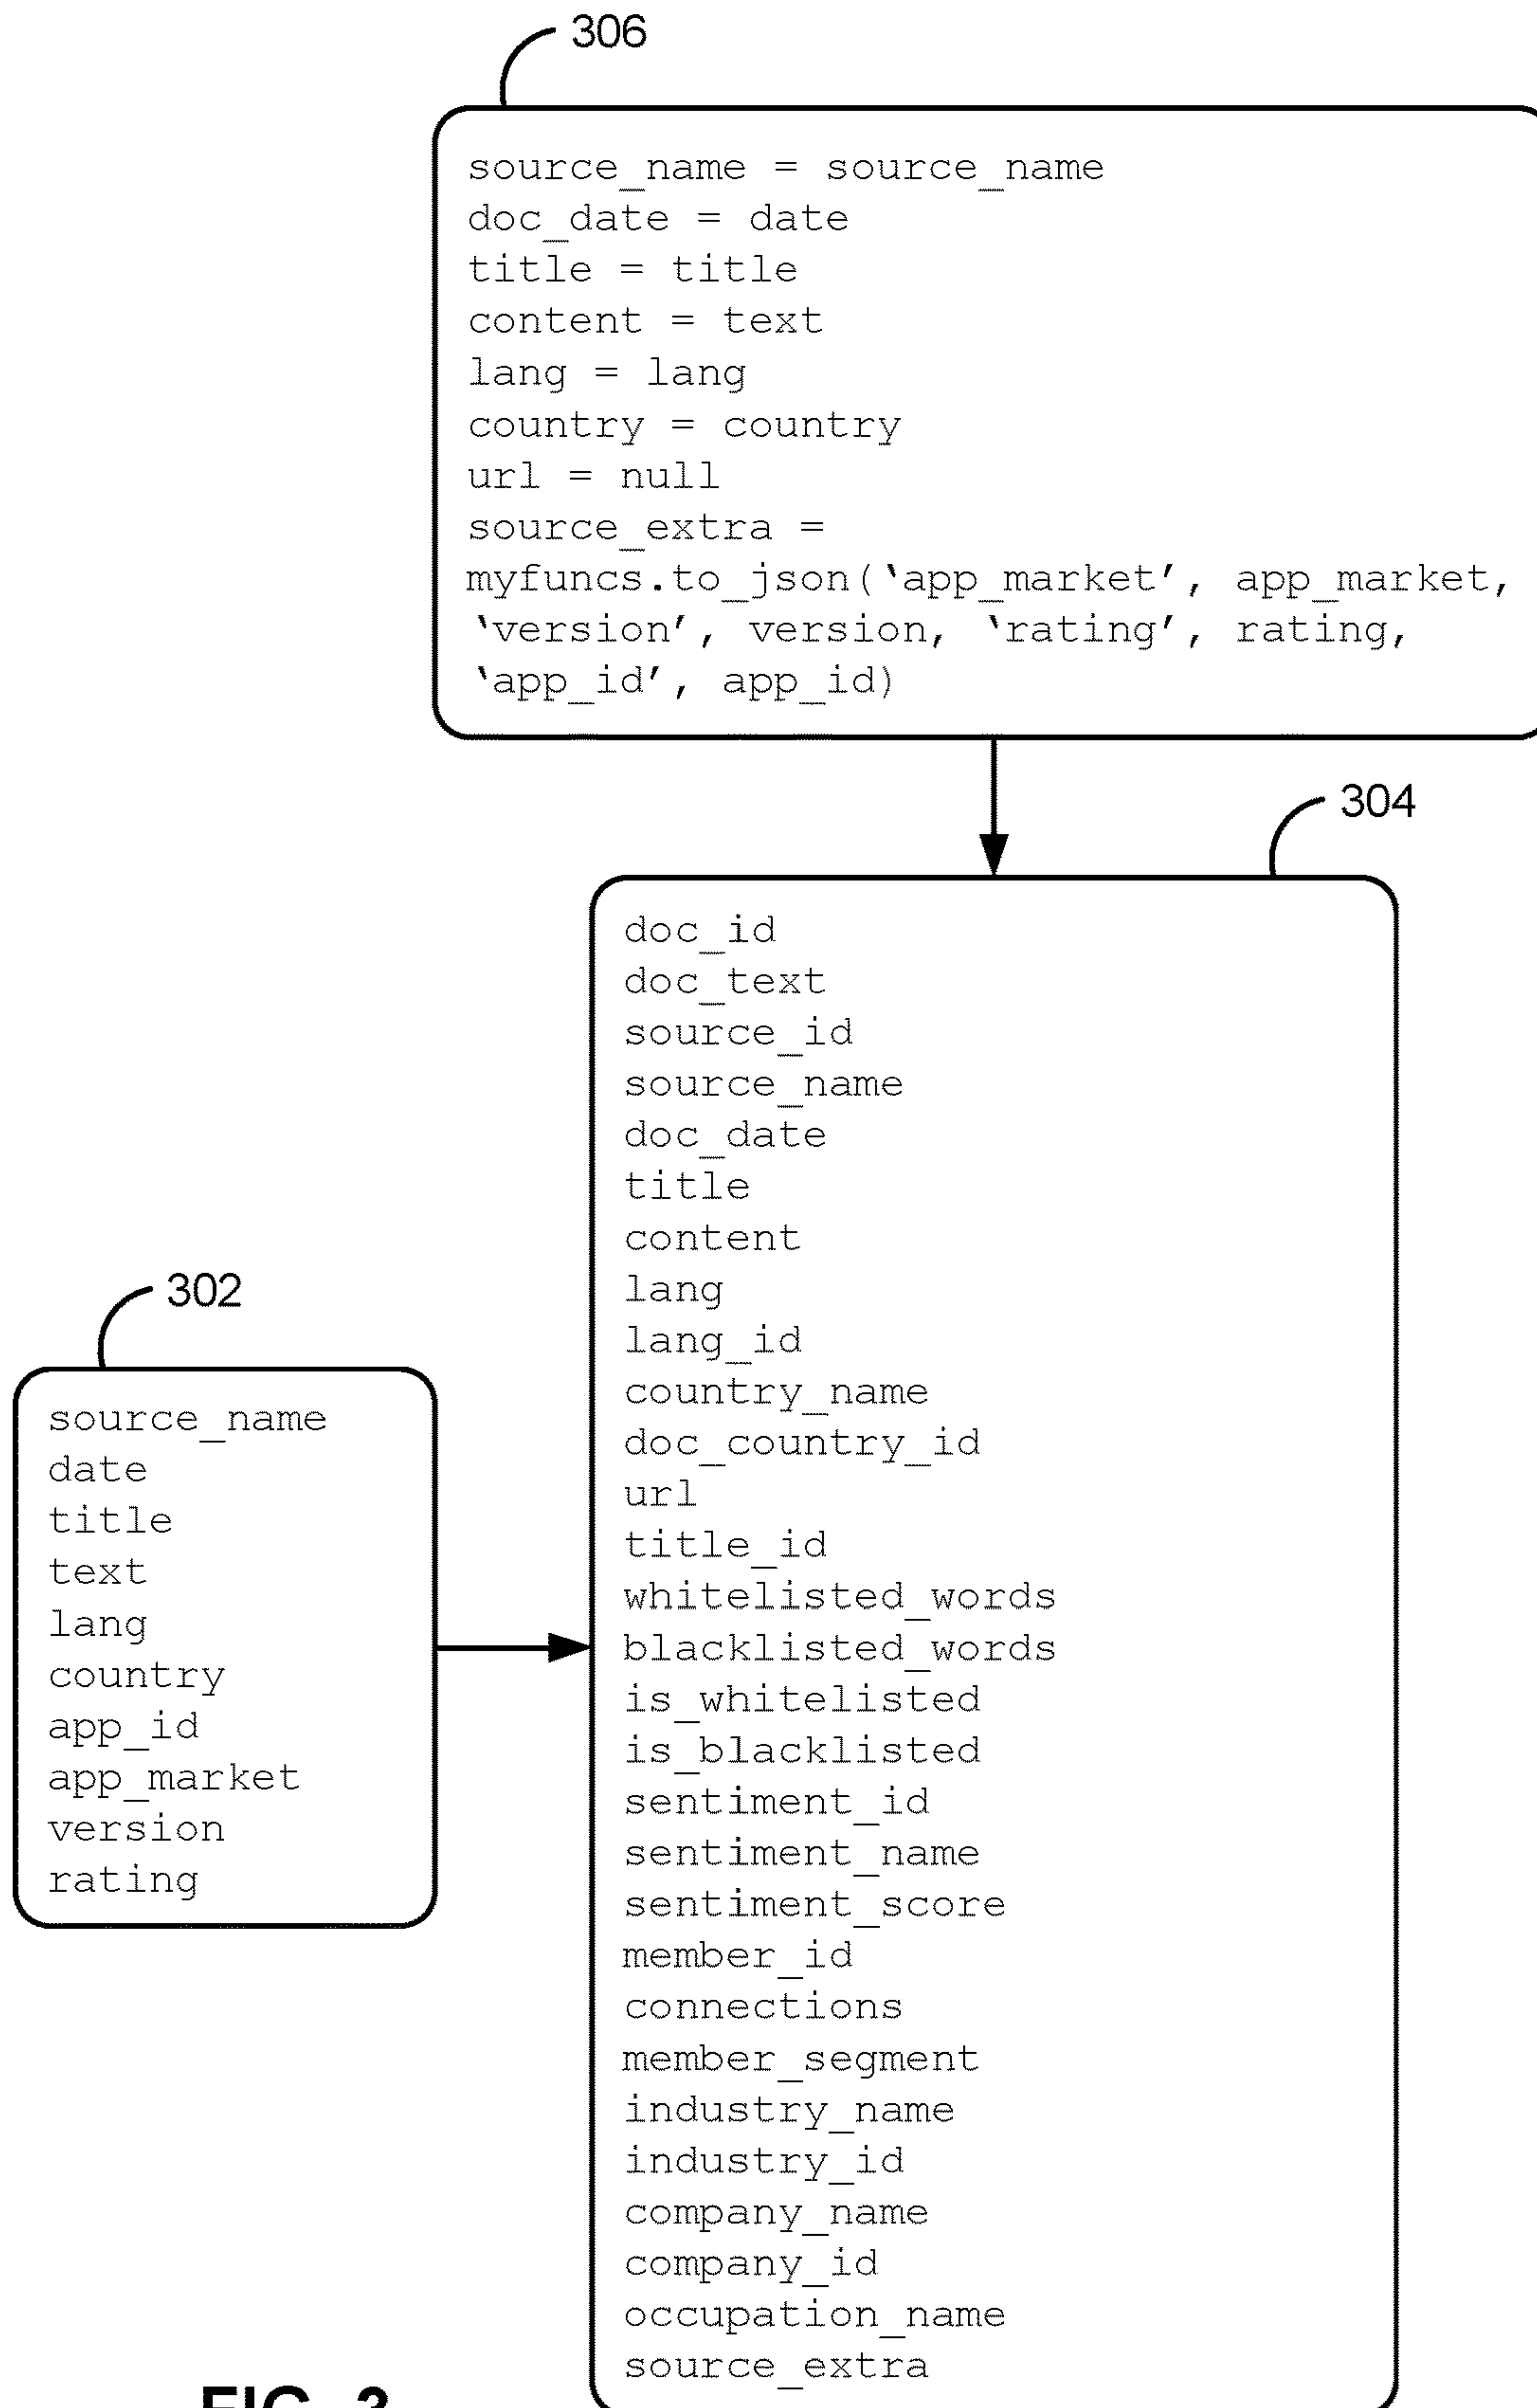 306
source_name = source_name
doc_date = date
title = title
content = text
lang = lang
country = country
url = null
source_extra =
myfuncs.to_json(‘app_market’, app_market,
‘version’, version, ‘rating’, rating,
‘app_id’, app_id)
304
doc_id
doc_text
source_id
source_name
doc_date
title
content
lang
lang_id
country_name
doc_country_id
url
title_id
whitelisted_words
blacklisted_words
is_whitelisted
is_blacklisted
sentiment_id
sentiment_name
sentiment_score
member_id
connections
member_segment
industry_name
industry_id
company_name
company_id
occupation_name
source_extra
302
source_name
date
title
text
lang
country
app_id
app_market
version
rating
FIG. 3